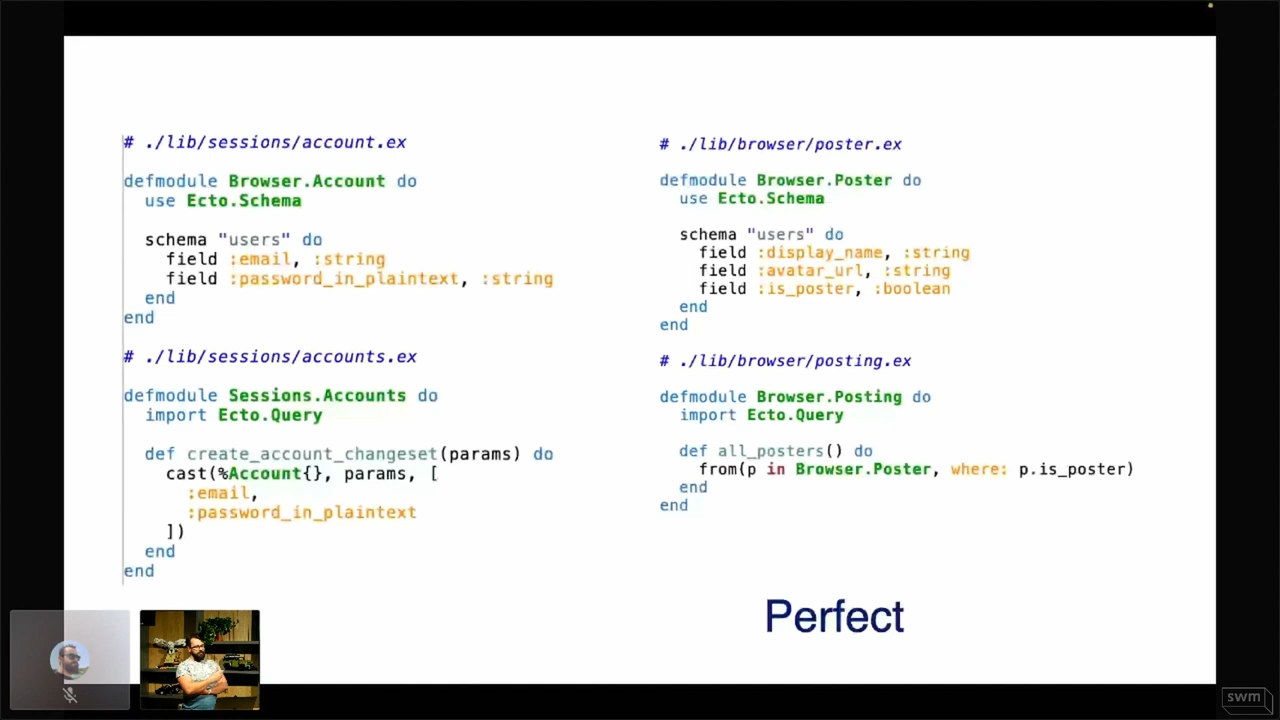 # ./lib/sessions/account.ex
defmodule Browser.Account do
  use Ecto.Schema
  schema "users" do
    field :email, :string
    field :password_in_plaintext, :string
  end
end
# ./lib/sessions/accounts.ex
defmodule Sessions.Accounts do
  import Ecto.Query
  def create_account_changeset(params) do
    cast(%Account{}, params, [
      :email,
      :password_in_plaintext
    ])
  end
end
# ./lib/browser/poster.ex
defmodule Browser.Poster do
  use Ecto.Schema
  schema "users" do
    field :display_name, :string
    field :avatar_url, :string
    field :is_poster, :boolean
  end
end
# ./lib/browser/posting.ex
defmodule Browser.Posting do
  import Ecto.Query
  def all_posters() do
    from(p in Browser.Poster, where: p.is_poster)
  end
end
Perfect
swm